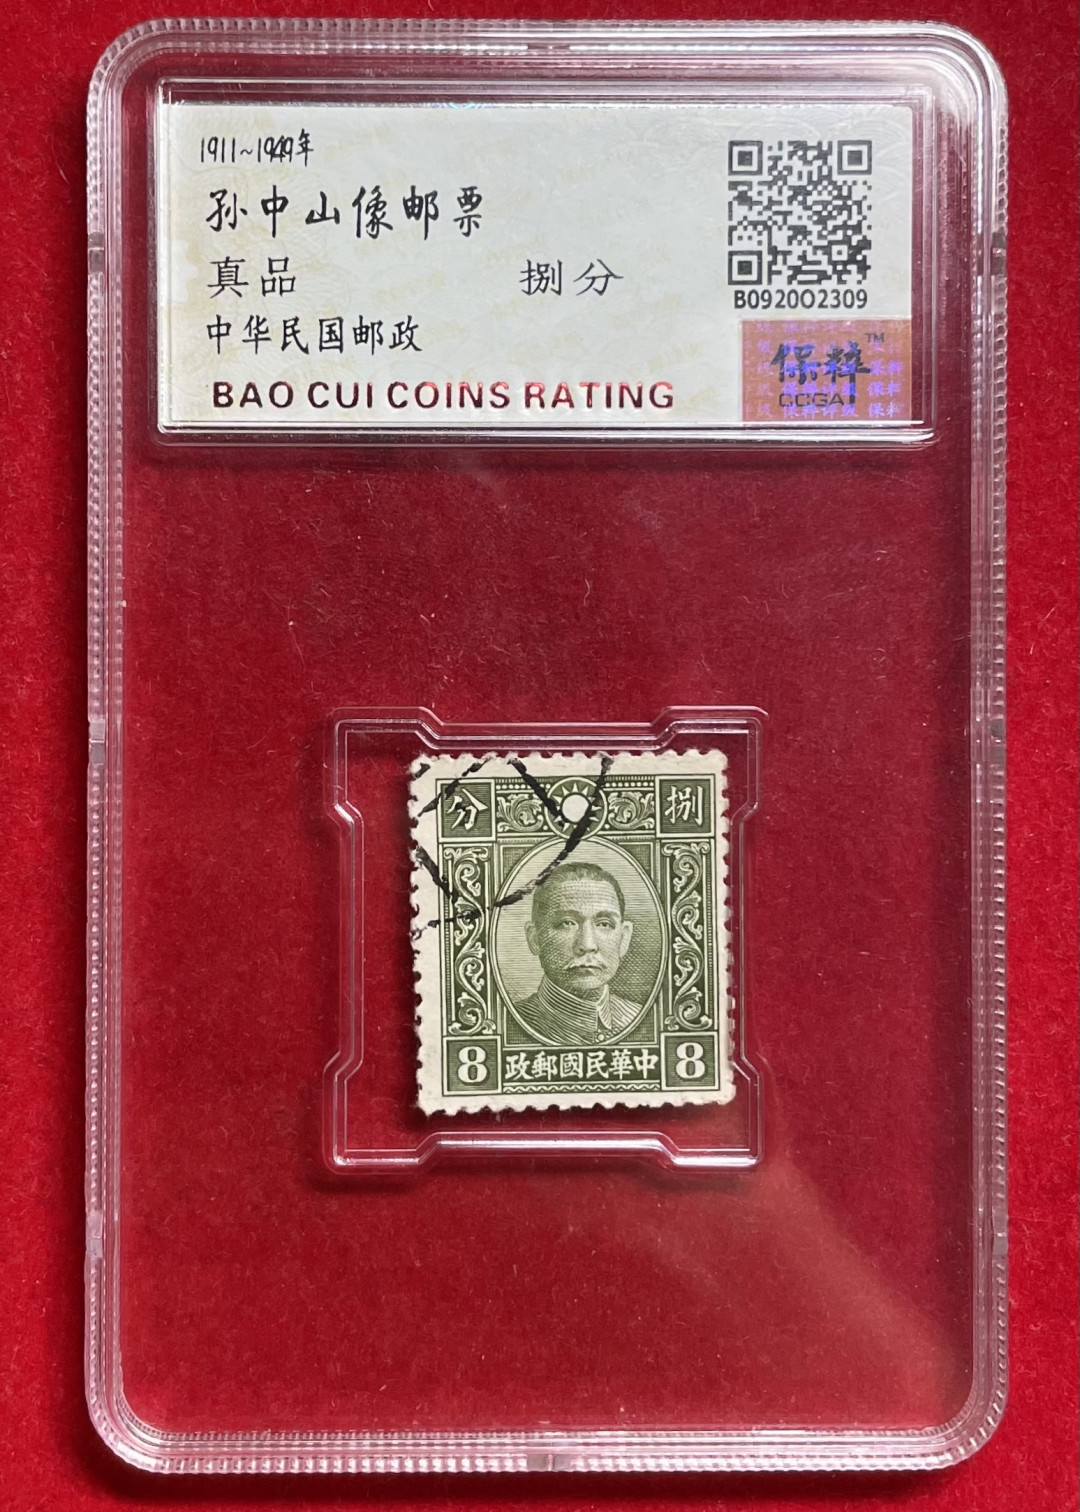 1911~1949年
孙中山像邮票
真品 捌分
中华民国邮政
BAO CUI COINS RATING
B092002309
保粹™
分 捌
8 政郵國民華中 8